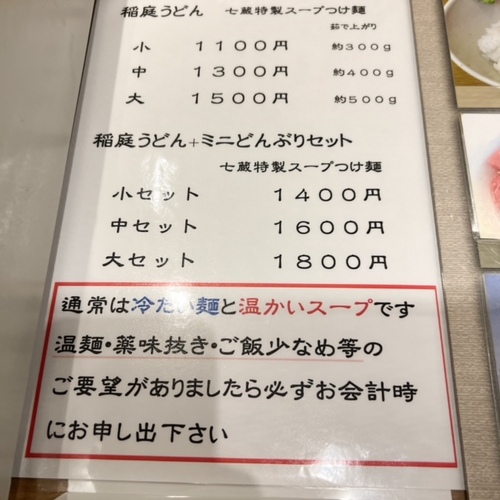 稲庭うどん 七蔵特製スープつけ麺
茹で上がり
小 1100円 約300g
中 1300円 約400g
大 1500円 約500g
稲庭うどん+ミニどんぶりセット
七蔵特製スープつけ麺
小セット 1400円
中セット 1600円
大セット 1800円
通常は冷たい麺と温かいスープです
温麺・薬味抜き・ご飯少なめ等の
ご要望がありましたら必ずお会計時
にお申し出下さい